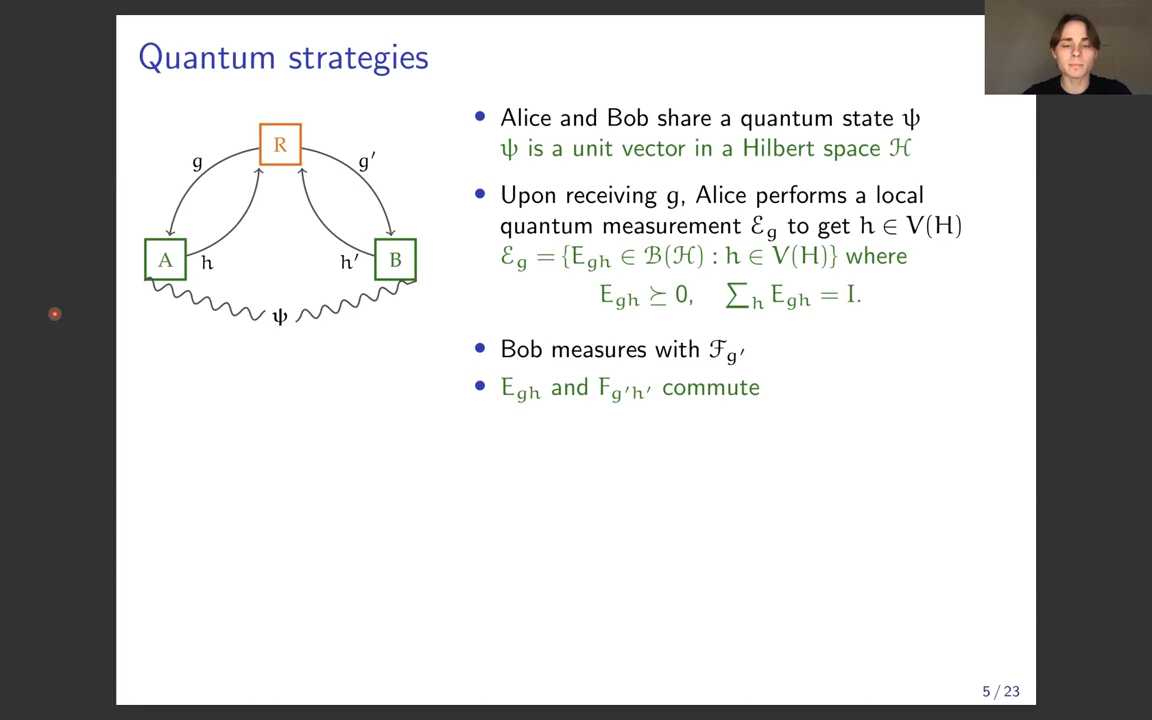 Quantum strategies
R
g
g′
A
h
h′
B
ψ
• Alice and Bob share a quantum state ψ
ψ is a unit vector in a Hilbert space ℋ
• Upon receiving g, Alice performs a local
quantum measurement ℰ_g to get h ∈ V(H)
ℰ_g = {E_gh ∈ ℬ(ℋ) : h ∈ V(H)} where
E_gh ⪰ 0, ∑_h E_gh = I.
• Bob measures with ℱ_g′
• E_gh and F_g′h′ commute
5 / 23